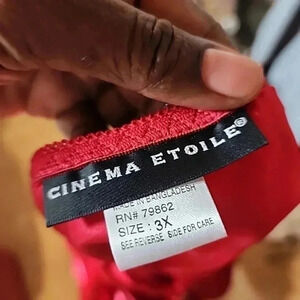 CINEMA ETOILE®
MADE IN BANGLADESH
RN# 79862
SIZE : 3X
SEE REVERSE SIDE FOR CARE